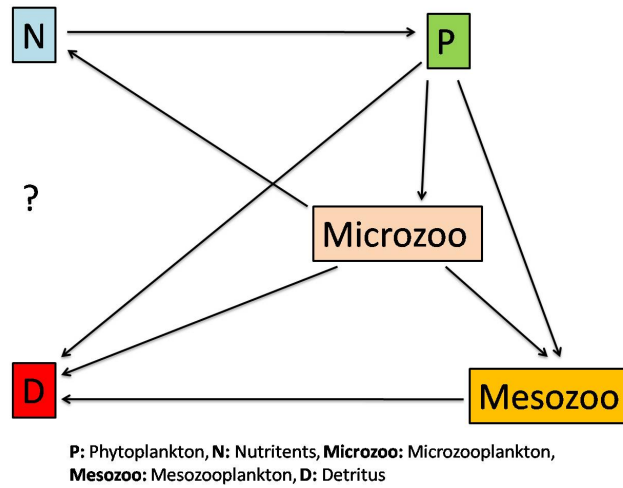 N
P
?
Microzoo
D
Mesozoo
P: Phytoplankton, N: Nutritents, Microzoo: Microzooplankton,
Mesozoo: Mesozooplankton, D: Detritus